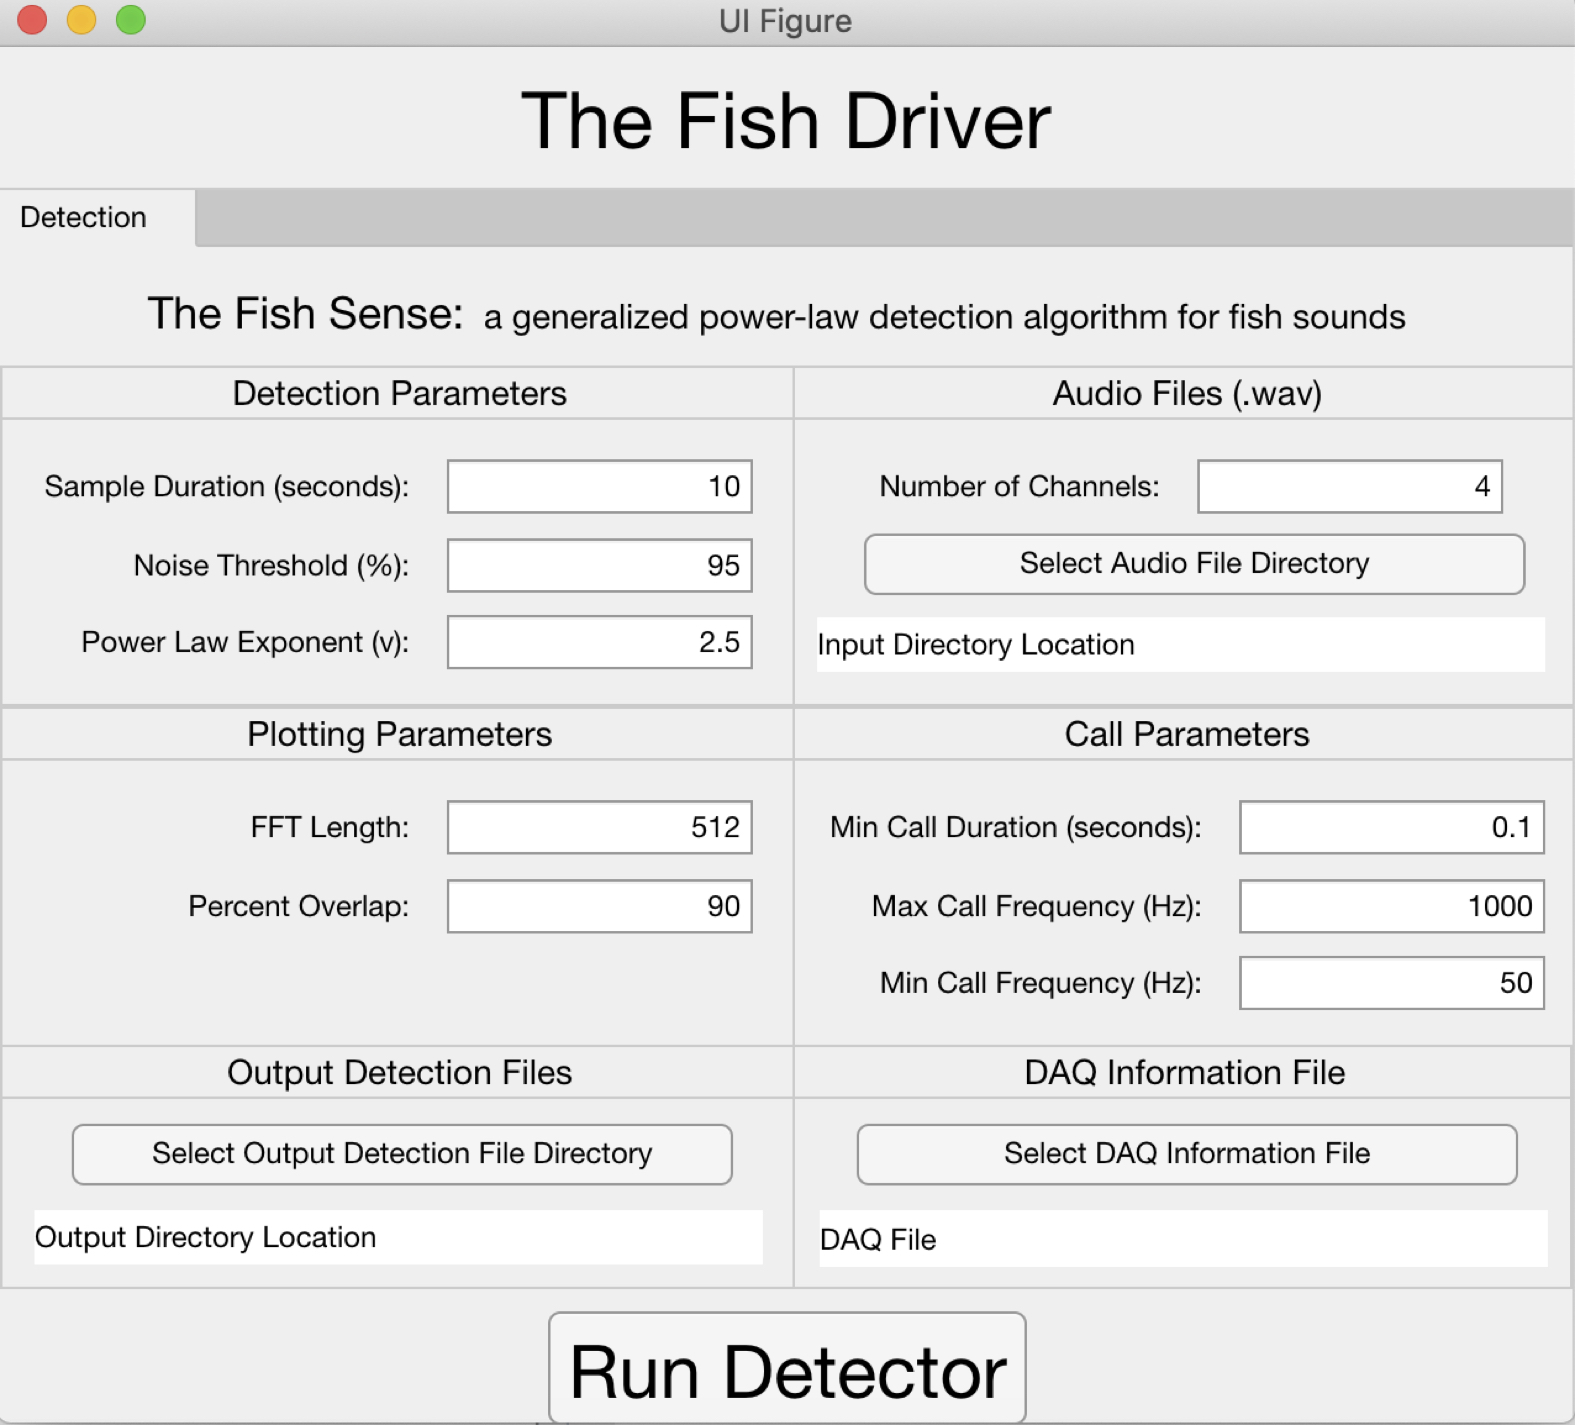 UI Figure
The Fish Driver
Detection
The Fish Sense: a generalized power-law detection algorithm for fish sounds
Detection Parameters
Sample Duration (seconds): 10
Noise Threshold (%): 95
Power Law Exponent (v): 2.5
Audio Files (.wav)
Number of Channels: 4
Select Audio File Directory
Input Directory Location
Plotting Parameters
FFT Length: 512
Percent Overlap: 90
Call Parameters
Min Call Duration (seconds): 0.1
Max Call Frequency (Hz): 1000
Min Call Frequency (Hz): 50
Output Detection Files
Select Output Detection File Directory
Output Directory Location
DAQ Information File
Select DAQ Information File
DAQ File
Run Detector